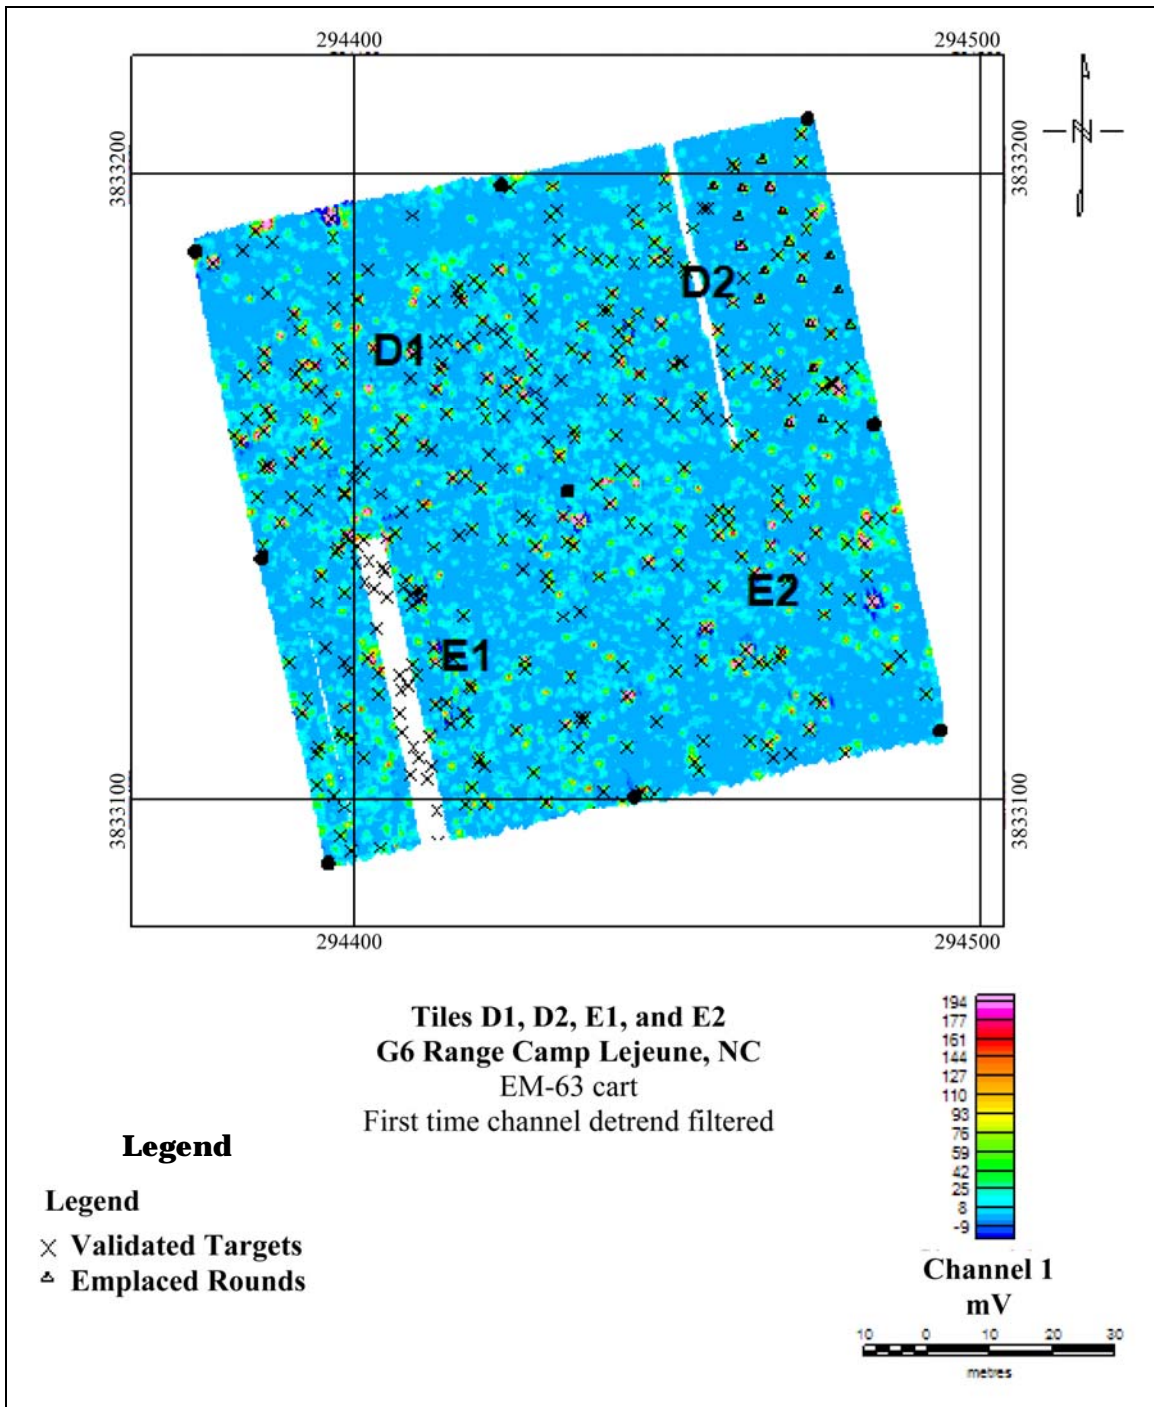 294400
294500
3833200
3833200
N
D2
D1
E2
E1
3833100
3833100
294400
294500
Tiles D1, D2, E1, and E2
G6 Range Camp Lejeune, NC
EM-63 cart
First time channel detrend filtered
194
177
161
144
127
110
93
76
59
42
25
8
-9
Legend
Legend
Validated Targets
Emplaced Rounds
Channel 1
mV
10 0 10 20 30
metres